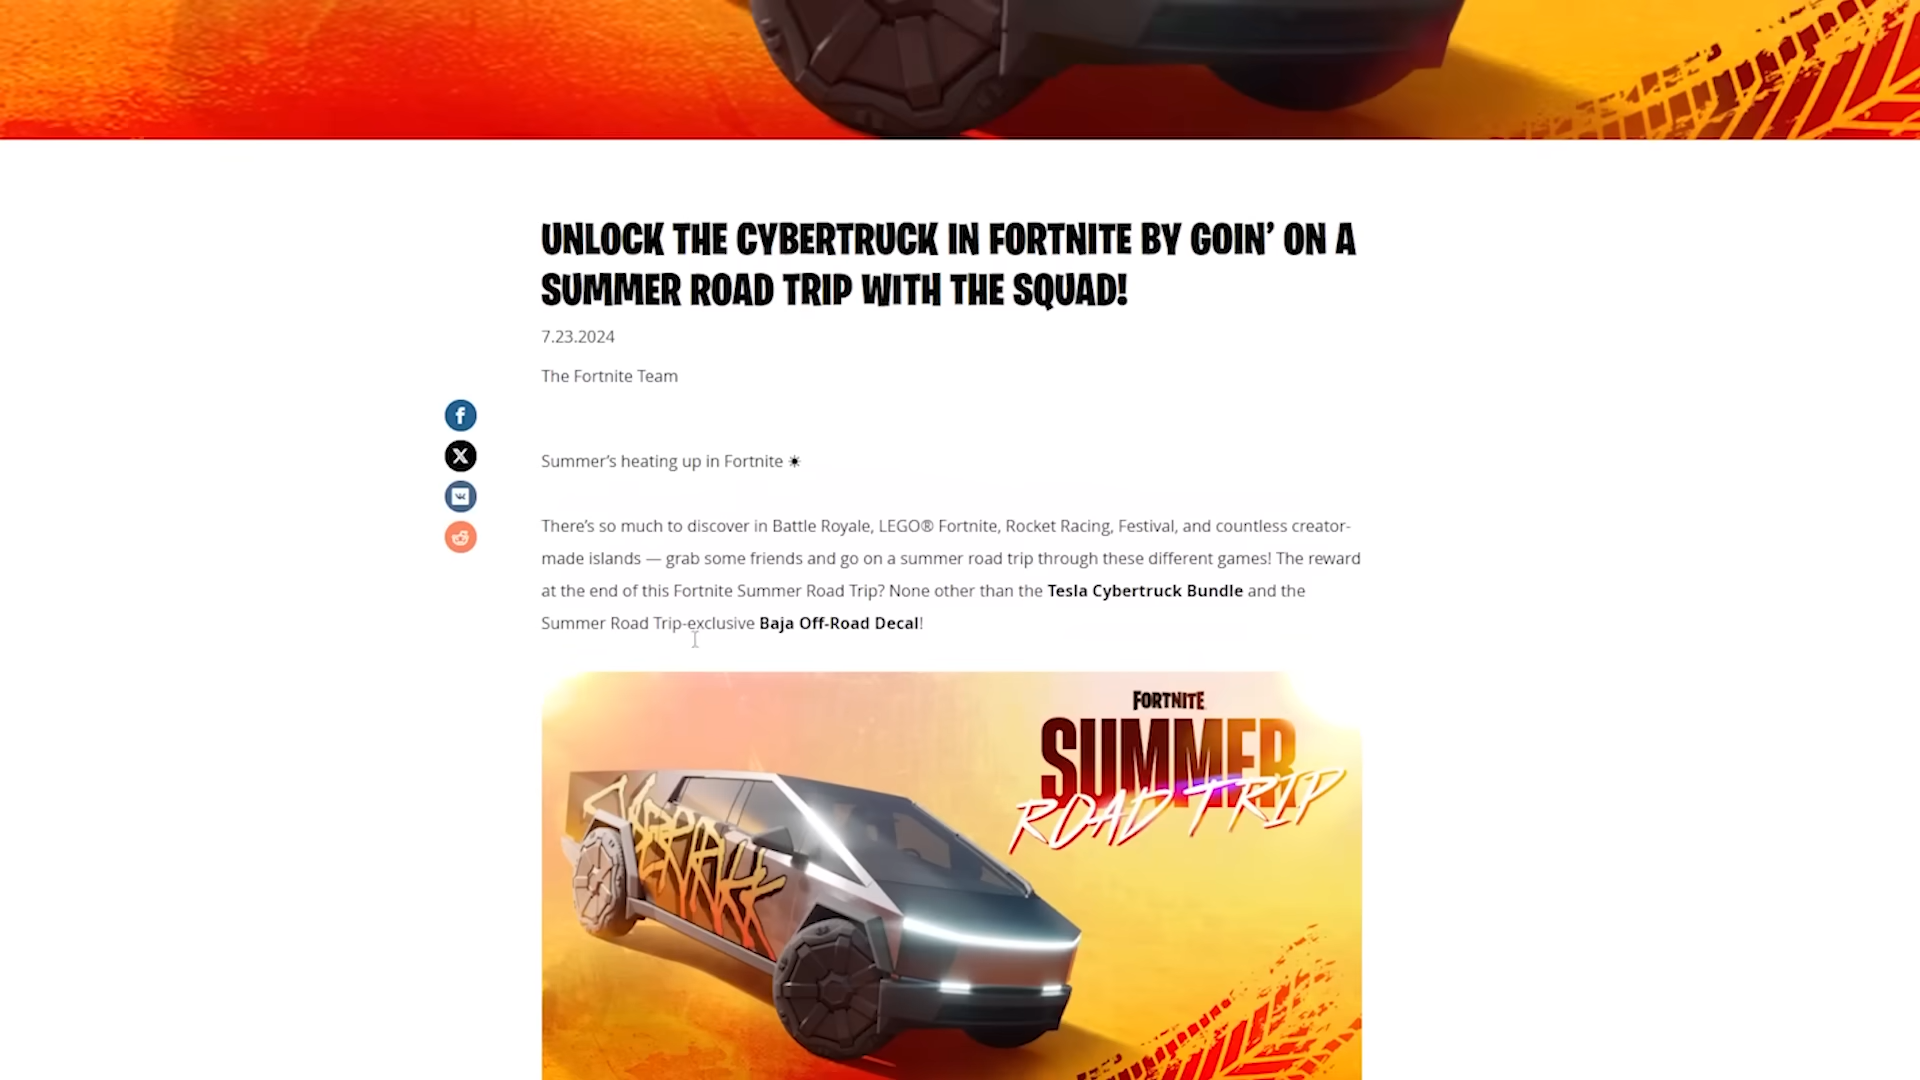 UNLOCK THE CYBERTRUCK IN FORTNITE BY GOIN’ ON A
SUMMER ROAD TRIP WITH THE SQUAD!
7.23.2024
The Fortnite Team
Summer’s heating up in Fortnite ☀
There’s so much to discover in Battle Royale, LEGO® Fortnite, Rocket Racing, Festival, and countless creator-
made islands — grab some friends and go on a summer road trip through these different games! The reward
at the end of this Fortnite Summer Road Trip? None other than the Tesla Cybertruck Bundle and the
Summer Road Trip-exclusive Baja Off-Road Decal!
FORTNITE
SUMMER
ROAD TRIP